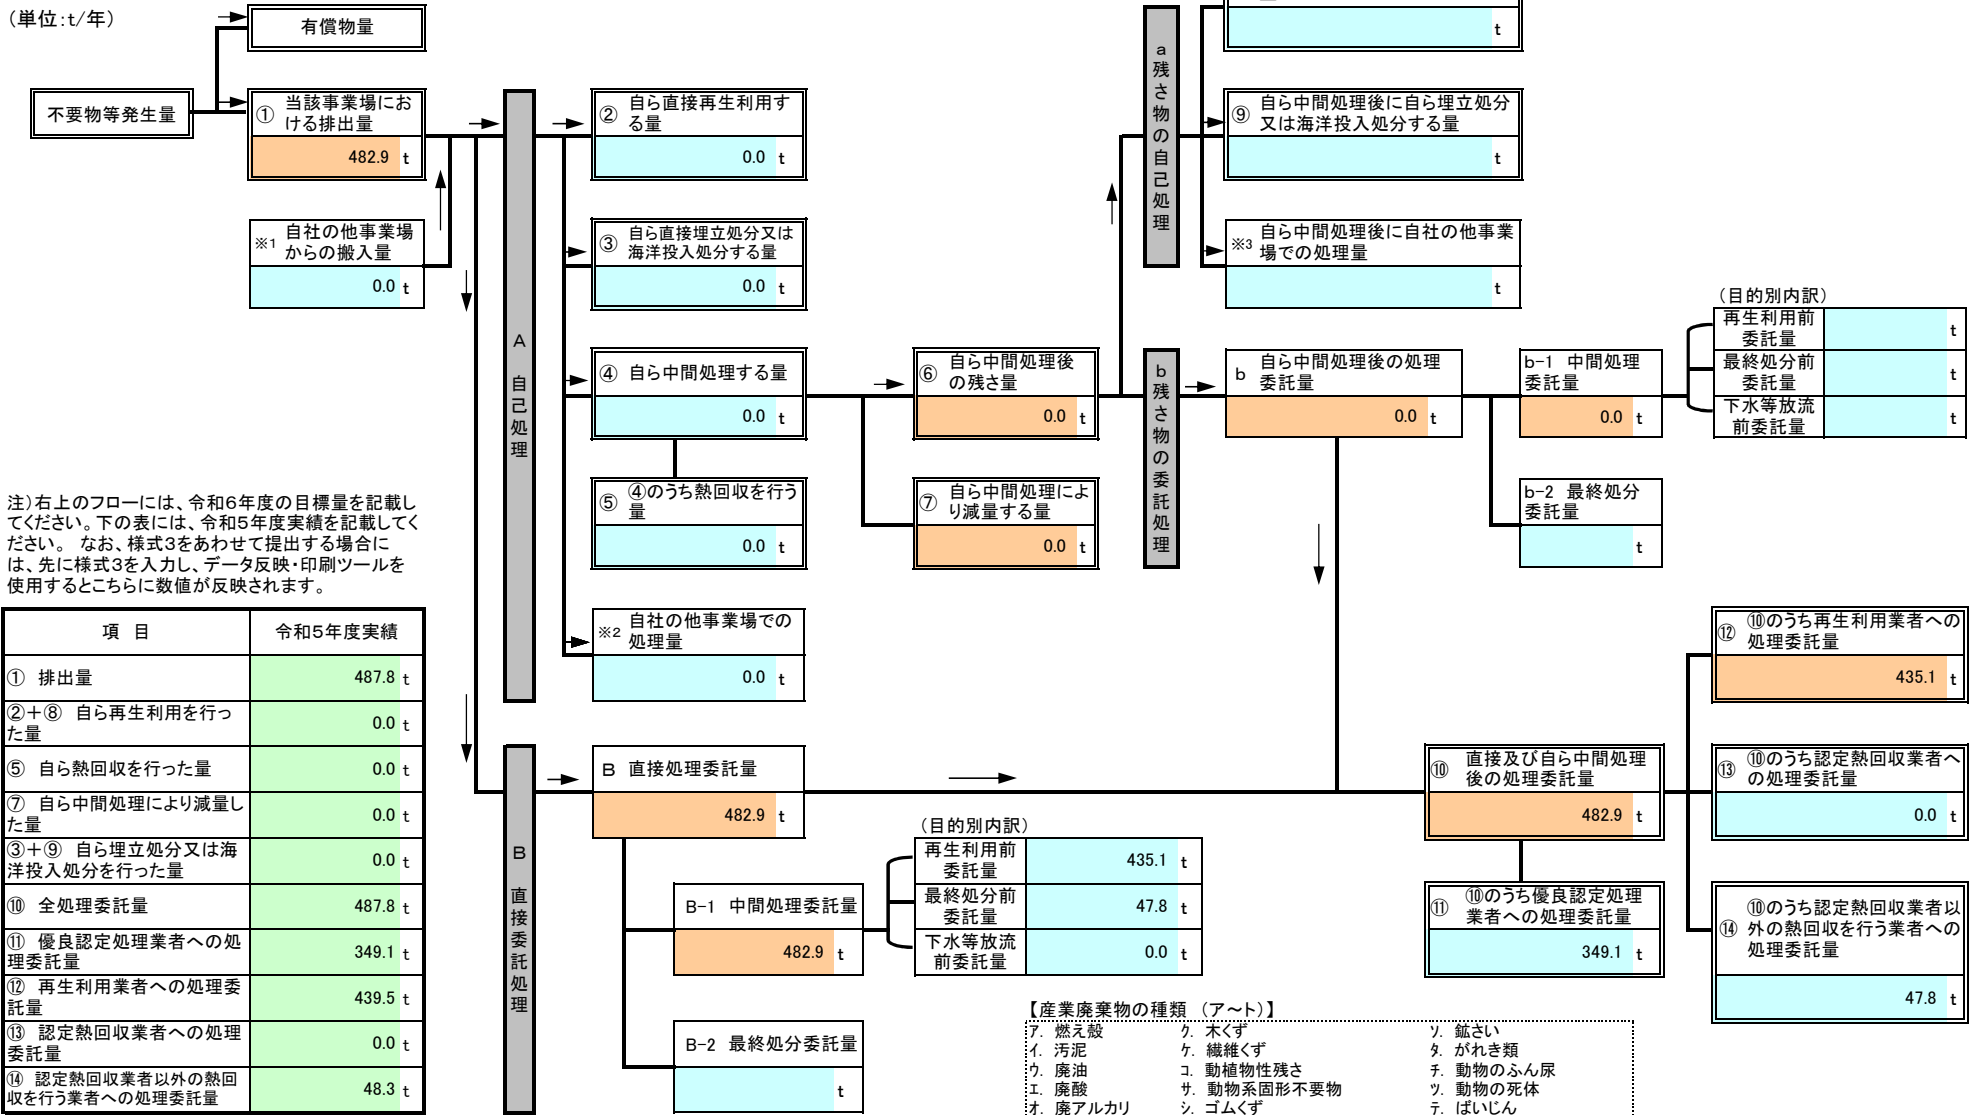 (単位:t/年)
有償物量
不要物等発生量
① 当該事業場にお
ける排出量
482.9 t
※1 自社の他事業場
からの搬入量
0.0 t
A 自己処理
② 自ら直接再生利用す
る量
0.0 t
③ 自ら直接埋立処分又は
海洋投入処分する量
0.0 t
④ 自ら中間処理する量
0.0 t
⑤ ④のうち熱回収を行う
量
0.0 t
※2 自社の他事業場での
処理量
0.0 t
⑥ 自ら中間処理後
の残さ量
0.0 t
⑦ 自ら中間処理によ
り減量する量
0.0 t
a 残さ物の自己処理
t
⑨ 自ら中間処理後に自ら埋立処分
又は海洋投入処分する量
t
※3 自ら中間処理後に自社の他事業
場での処理量
t
b 残さ物の委託処理
b 自ら中間処理後の処理
委託量
0.0 t
b-1 中間処理
委託量
0.0 t
b-2 最終処分
委託量
t
(目的別内訳)
再生利用前
委託量
t
最終処分前
委託量
t
下水等放流
前委託量
t
注)右上のフローには、令和6年度の目標量を記載し
てください。下の表には、令和5年度実績を記載してく
ださい。 なお、様式3をあわせて提出する場合に
は、先に様式3を入力し、データ反映・印刷ツールを
使用するとこちらに数値が反映されます。
項 目 令和5年度実績
① 排出量 487.8 t
②+⑧ 自ら再生利用を行っ
た量 0.0 t
⑤ 自ら熱回収を行った量 0.0 t
⑦ 自ら中間処理により減量し
た量 0.0 t
③+⑨ 自ら埋立処分又は海
洋投入処分を行った量 0.0 t
⑩ 全処理委託量 487.8 t
⑪ 優良認定処理業者への処
理委託量 349.1 t
⑫ 再生利用業者への処理委
託量 439.5 t
⑬ 認定熱回収業者への処理
委託量 0.0 t
⑭ 認定熱回収業者以外の熱回
収を行う業者への処理委託量 48.3 t
B 直接委託処理
B 直接処理委託量
482.9 t
B-1 中間処理委託量
482.9 t
B-2 最終処分委託量
t
(目的別内訳)
再生利用前
委託量
435.1 t
最終処分前
委託量
47.8 t
下水等放流
前委託量
0.0 t
⑩ 直接及び自ら中間処理
後の処理委託量
482.9 t
⑪ ⑩のうち優良認定処理
業者への処理委託量
349.1 t
⑫ ⑩のうち再生利用業者への
処理委託量
435.1 t
⑬ ⑩のうち認定熱回収業者へ
の処理委託量
0.0 t
⑭ ⑩のうち認定熱回収業者以
外の熱回収を行う業者への
処理委託量
47.8 t
【産業廃棄物の種類 (ア~ト)】
ア. 燃え殻 ク. 木くず ソ. 鉱さい
イ. 汚泥 ケ. 繊維くず タ. がれき類
ウ. 廃油 コ. 動植物性残さ チ. 動物のふん尿
エ. 廃酸 サ. 動物系固形不要物 ツ. 動物の死体
オ. 廃アルカリ シ. ゴムくず テ. ばいじん